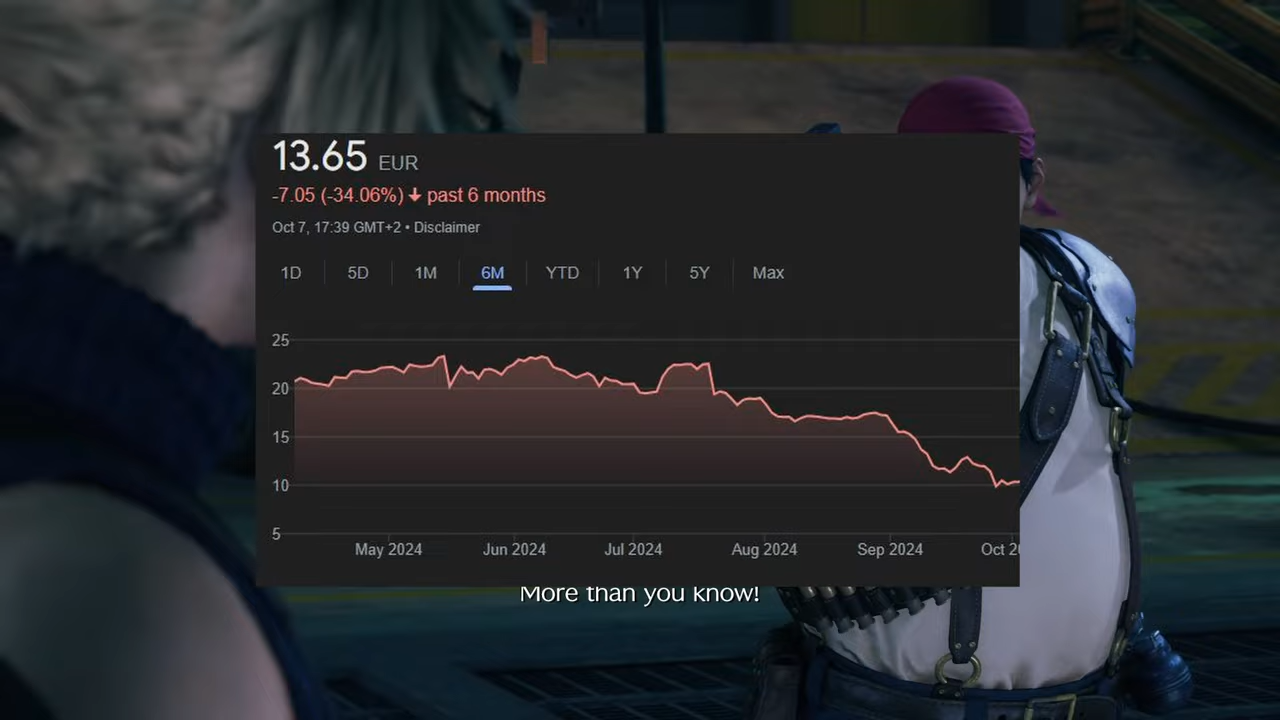 13.65 EUR
-7.05 (-34.06%) ↓ past 6 months
Oct 7, 17:39 GMT+2 • Disclaimer
1D 5D 1M 6M YTD 1Y 5Y Max
25
20
15
10
5
May 2024 Jun 2024 Jul 2024 Aug 2024 Sep 2024 Oct 20
More than you know!